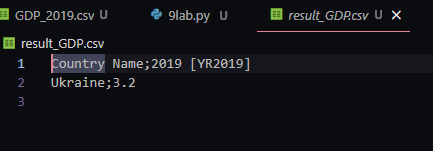 GDP_2019.csv U 9lab.py U result_GDP.csv U
result_GDP.csv
1 Country Name;2019 [YR2019]
2 Ukraine;3.2
3